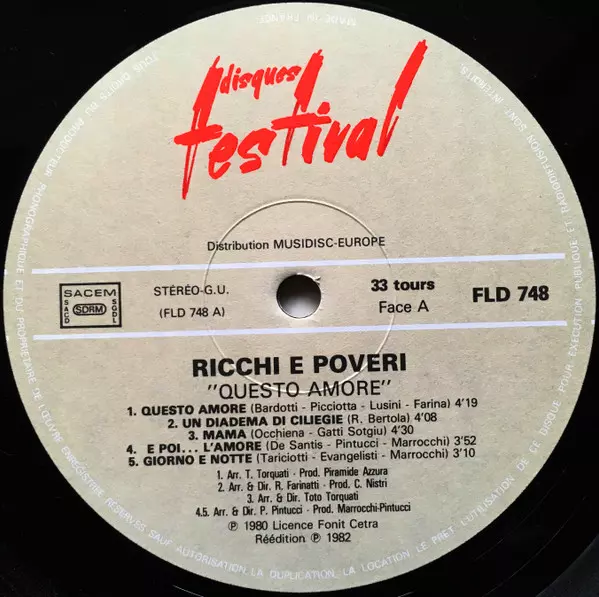 MADE IN FRANCE
TOUS DROITS DU PRODUCTEUR PHONOGRAPHIQUE ET DU PROPRIETAIRE DE L'ŒUVRE ENREGISTRÉE RÉSERVÉS SAUF AUTORISATION, LA DUPLICATION, LA LOCATION, LE PRÊT, L'UTILISATION DE CE DISQUE POUR EXECUTION PUBLIQUE ET RADIODIFFUSION SONT INTERDITS.
disques
festival
Distribution MUSIDISC-EUROPE
SACEM
SACD SDRM SGDL
STÉRÉO-G.U.
(FLD 748 A)
33 tours
Face A
FLD 748
RICCHI E POVERI
"QUESTO AMORE"
1. QUESTO AMORE (Bardotti - Picciotta - Lusini - Farina) 4'19
2. UN DIADEMA DI CILIEGIE (R. Bertola) 4'08
3. MAMA (Occhiena - Gatti Sotgiu) 4'30
4. E POI... L'AMORE (De Santis - Pintucci - Marrocchi) 3'52
5. GIORNO E NOTTE (Tariciotti - Evangelisti - Marrocchi) 3'10
1. Arr. T. Torquati - Prod. Piramide Azzura
2. Arr. & Dir. R. Farinatti - Prod. C. Nistri
3. Arr. & Dir. Toto Torquati
4.5. Arr. & Dir. P. Pintucci - Prod. Marrocchi-Pintucci
℗ 1980 Licence Fonit Cetra
Réédition ℗ 1982